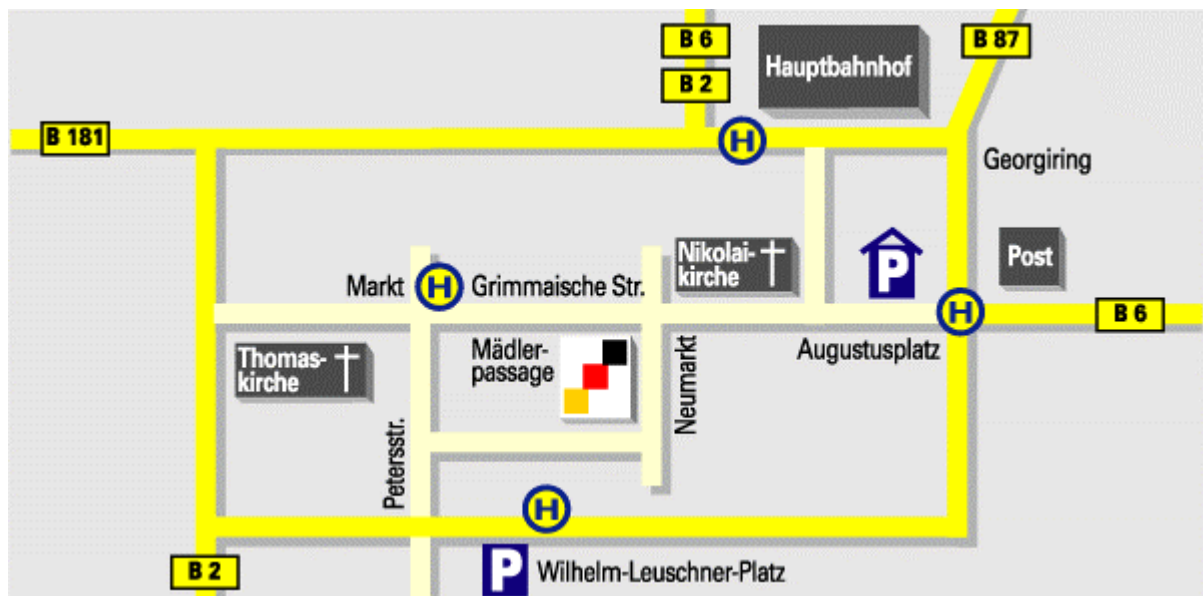 B 6
B 87
Hauptbahnhof
B 2
B 181
H
Georgiring
Nikolai-
kirche
P
Post
Markt
H
Grimmaische Str.
H
B 6
Thomas-
kirche
Mädler-
passage
Neumarkt
Augustusplatz
Petersstr.
H
B 2
P
Wilhelm-Leuschner-Platz